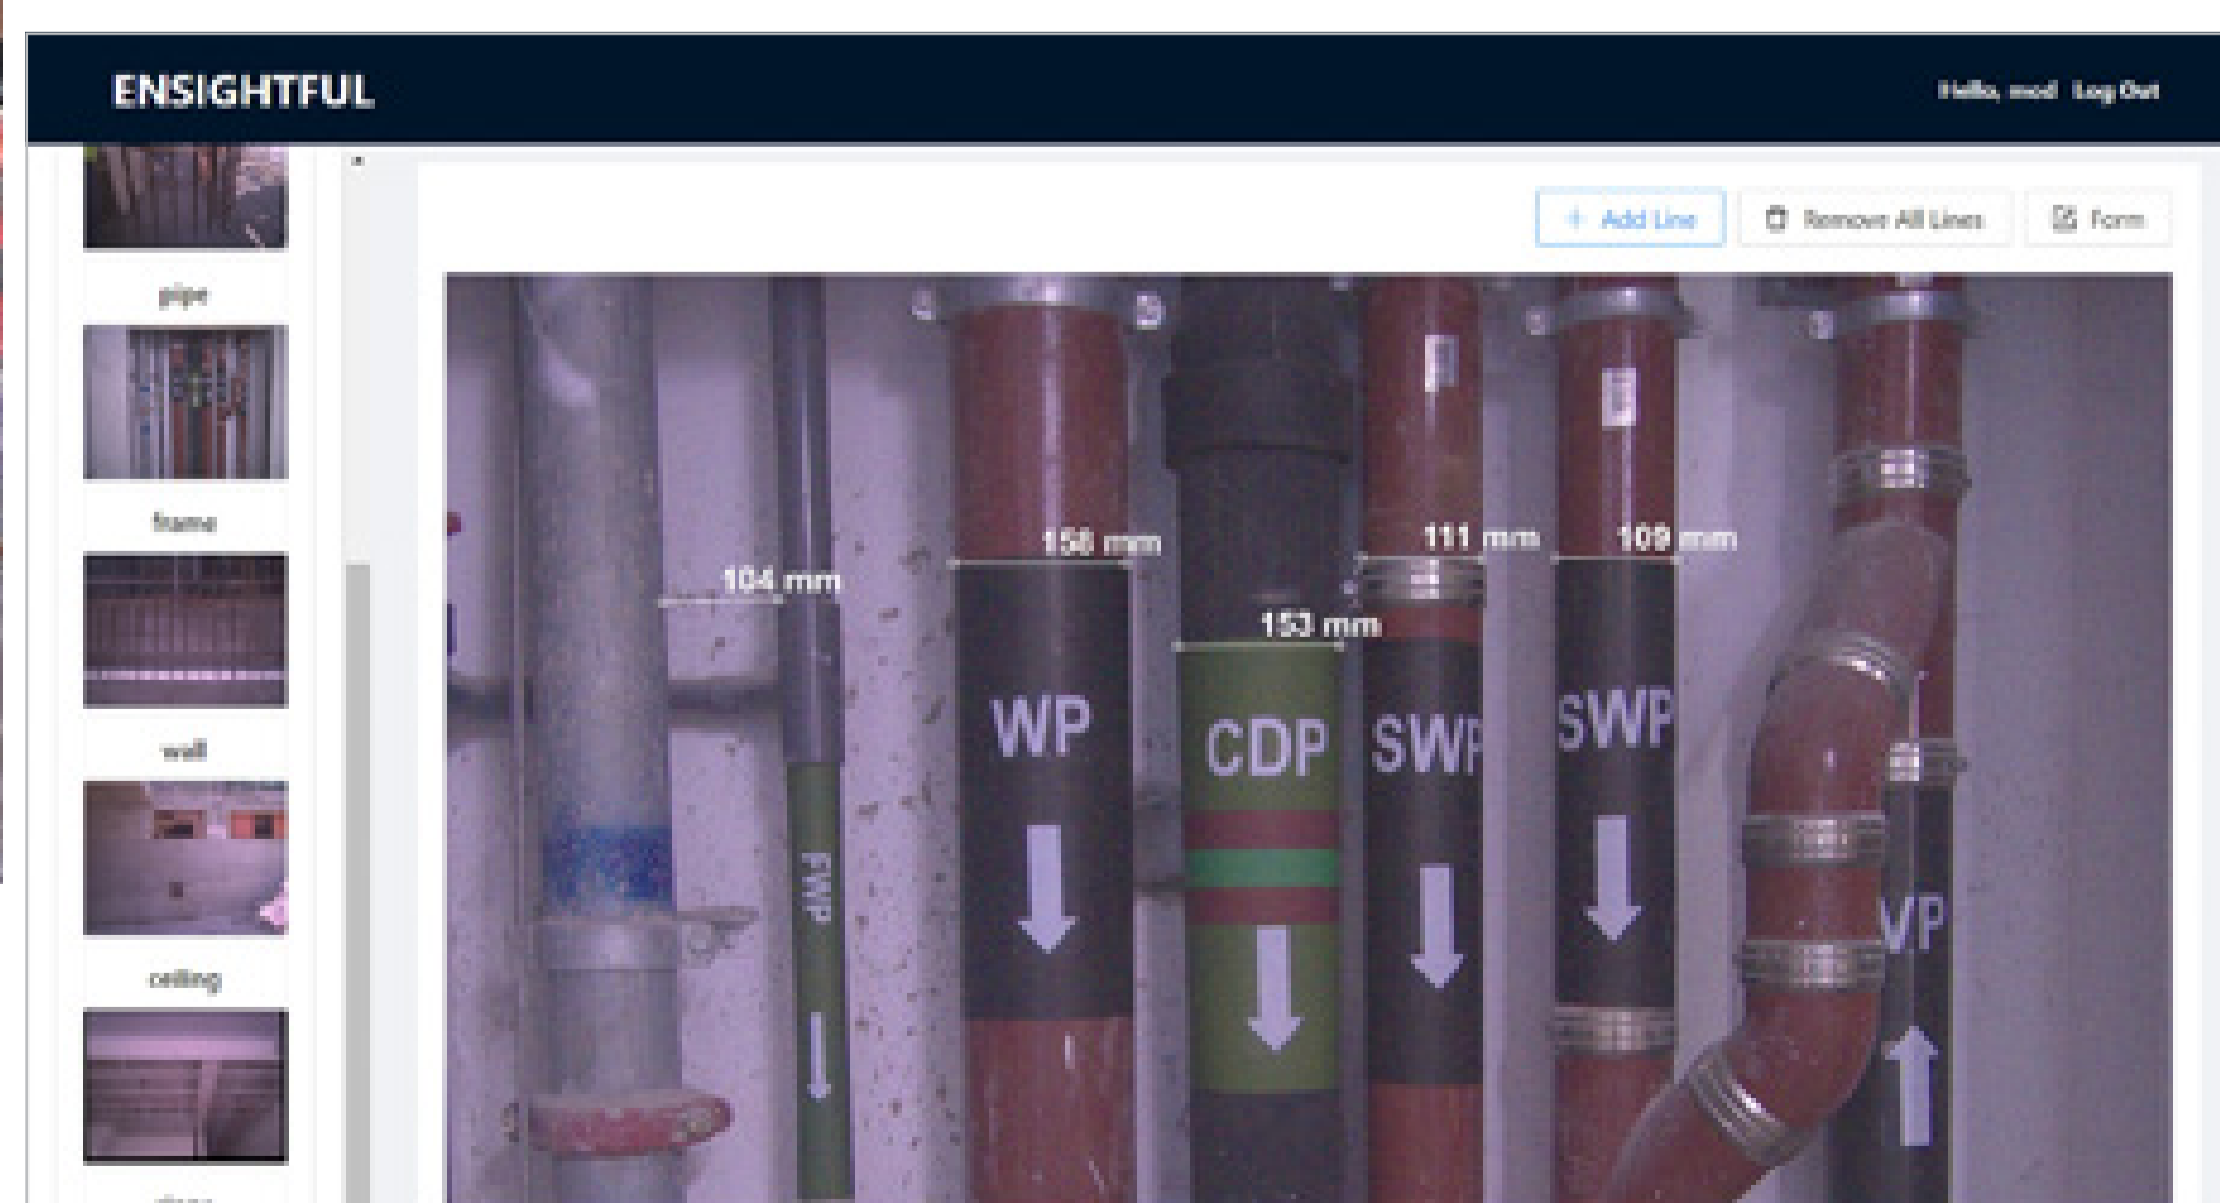 ENSIGHTFUL
Hello, mod Log Out
+ Add Line
Remove All Lines
Form
pipe
frame
wall
ceiling
158 mm
111 mm
109 mm
104 mm
153 mm
WP
CDP
SWP
SWP
FWP
VP